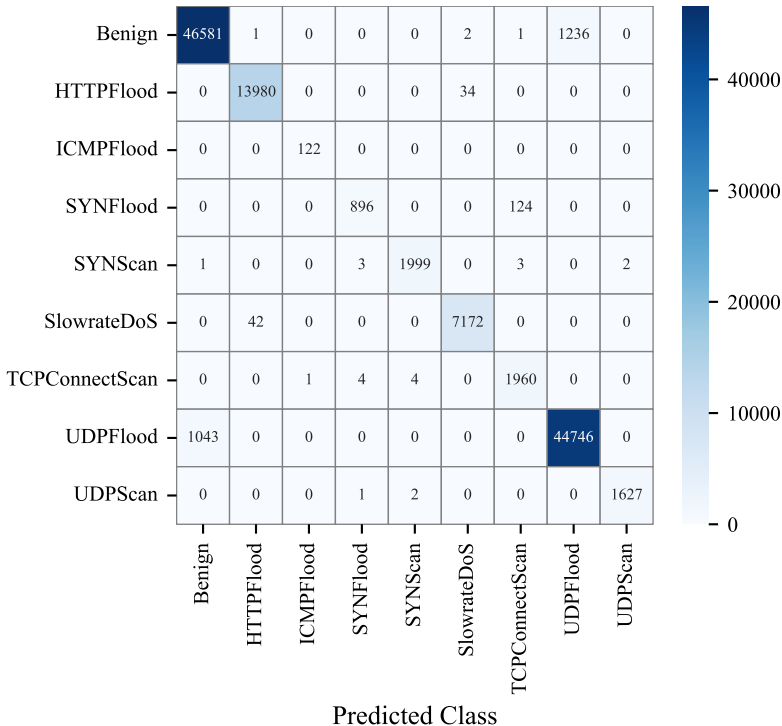 Benign 46581 1 0 0 0 2 1 1236 0
HTTPFlood 0 13980 0 0 0 34 0 0 0
ICMPFlood 0 0 122 0 0 0 0 0 0
SYNFlood 0 0 0 896 0 0 124 0 0
SYNScan 1 0 0 3 1999 0 3 0 2
SlowrateDoS 0 42 0 0 0 7172 0 0 0
TCPConnectScan 0 0 1 4 4 0 1960 0 0
UDPFlood 1043 0 0 0 0 0 0 44746 0
UDPScan 0 0 0 1 2 0 0 0 1627
Benign
HTTPFlood
ICMPFlood
SYNFlood
SYNScan
SlowrateDoS
TCPConnectScan
UDPFlood
UDPScan
Predicted Class
40000
30000
20000
10000
0